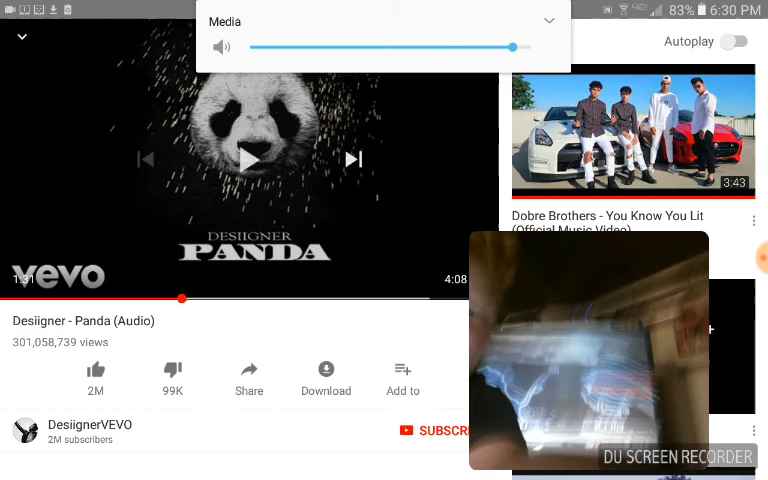 83% 6:30 PM
Media
Autoplay
DESIIGNER
PANDA
vevo
1:31
4:08
3:43
Dobre Brothers - You Know You Lit
(Official Music Video)
Desiigner - Panda (Audio)
301,058,739 views
2M
99K
Share
Download
Add to
DesiignerVEVO
2M subscribers
SUBSCRI
DU SCREEN RECORDER